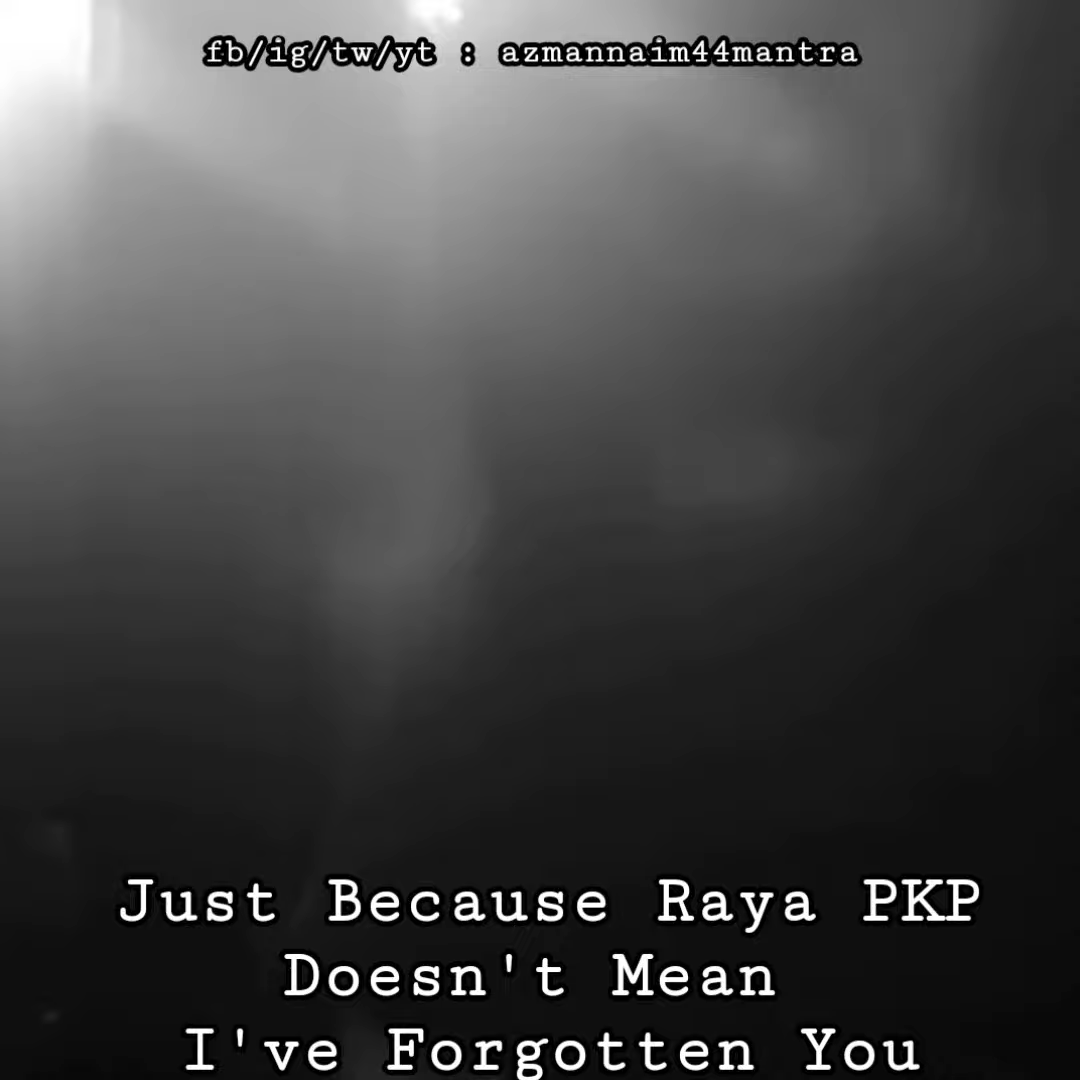 fb/ig/tw/yt : azmannaim44mantra
Just Because Raya PKP
Doesn't Mean
I've Forgotten You